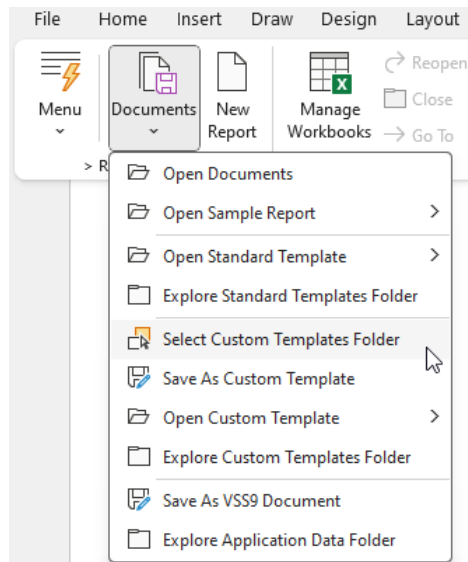 File Home Insert Draw Design Layout
Menu
Documents
New
Report
Manage
Workbooks
Reopen
Close
Go To
> R
Open Documents
Open Sample Report >
Open Standard Template >
Explore Standard Templates Folder
Select Custom Templates Folder
Save As Custom Template
Open Custom Template >
Explore Custom Templates Folder
Save As VSS9 Document
Explore Application Data Folder